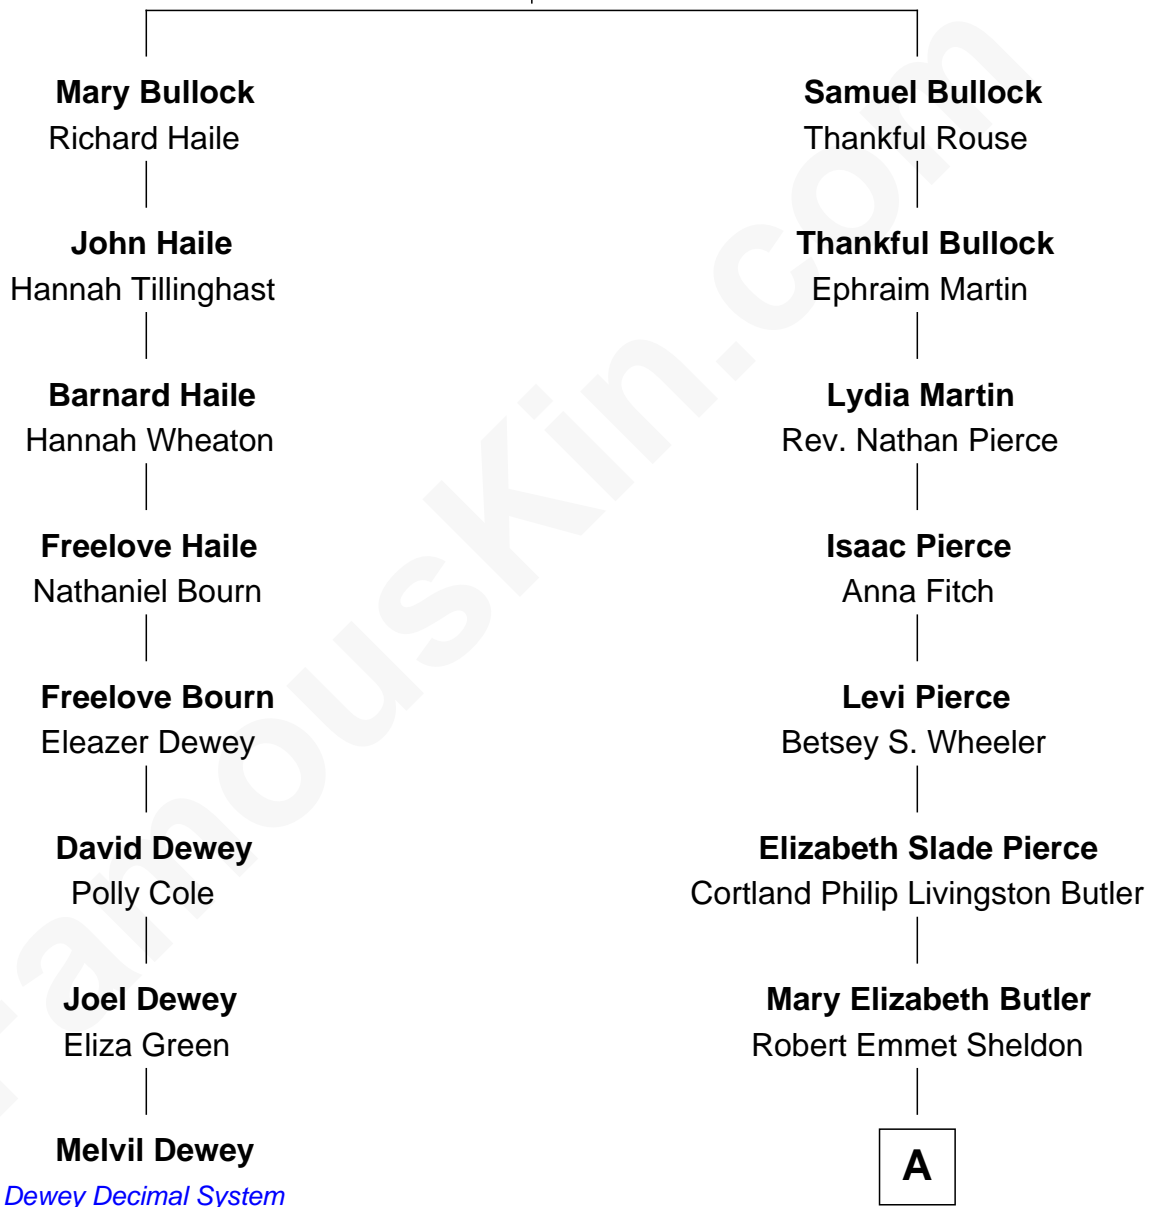 Mary Bullock
Richard Haile
John Haile
Hannah Tillinghast
Barnard Haile
Hannah Wheaton
Freelove Haile
Nathaniel Bourn
Freelove Bourn
Eleazer Dewey
David Dewey
Polly Cole
Joel Dewey
Eliza Green
Melvil Dewey
Dewey Decimal System
Samuel Bullock
Thankful Rouse
Thankful Bullock
Ephraim Martin
Lydia Martin
Rev. Nathan Pierce
Isaac Pierce
Anna Fitch
Levi Pierce
Betsey S. Wheeler
Elizabeth Slade Pierce
Cortland Philip Livingston Butler
Mary Elizabeth Butler
Robert Emmet Sheldon
A
FamousKin.com